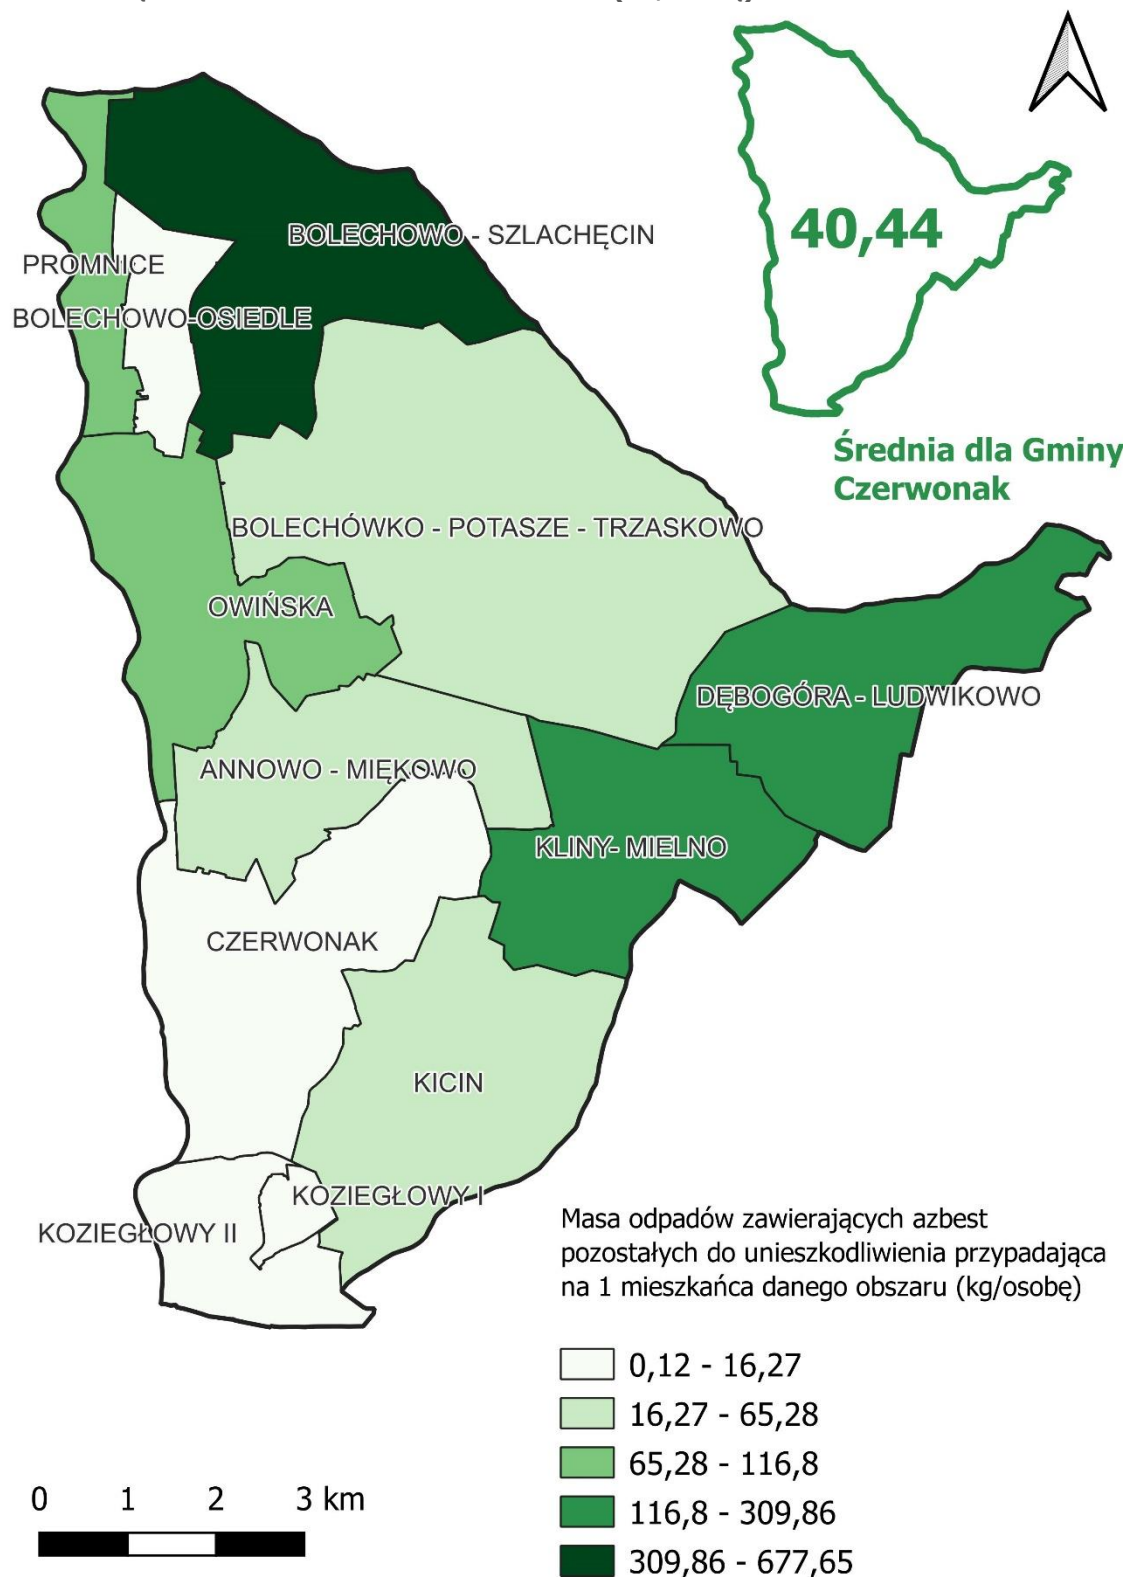 40,44
Średnia dla Gminy
Czerwonak
BOLECHOWO - SZLACHĘCIN
PROMNICE
BOLECHOWO-OSIEDLE
BOLECHÓWKO - POTASZE - TRZASKOWO
OWIŃSKA
DĘBOGÓRA - LUDWIKOWO
ANNOWO - MIĘKOWO
KLINY- MIELNO
CZERWONAK
KICIN
KOZIEGŁOWY I
KOZIEGŁOWY II
Masa odpadów zawierających azbest
pozostałych do unieszkodliwienia przypadająca
na 1 mieszkańca danego obszaru (kg/osobę)
0,12 - 16,27
16,27 - 65,28
65,28 - 116,8
116,8 - 309,86
309,86 - 677,65
0 1 2 3 km